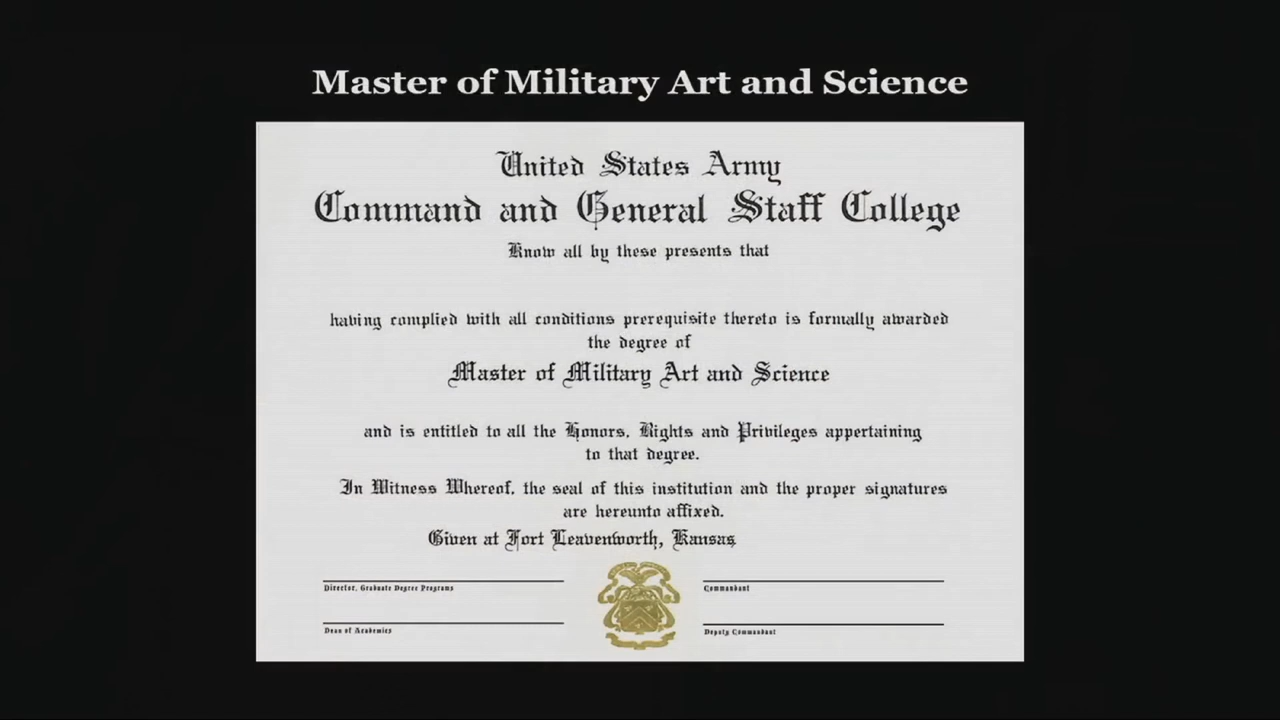 Master of Military Art and Science
United States Army
Command and General Staff College
Know all by these presents that
having complied with all conditions prerequisite thereto is formally awarded
the degree of
Master of Military Art and Science
and is entitled to all the Honors, Rights and Privileges appertaining
to that degree.
In Witness Whereof, the seal of this institution and the proper signatures
are hereunto affixed.
Given at Fort Leavenworth, Kansas
Director, Graduate Degree Programs
Commandant
Dean of Academics
Deputy Commandant